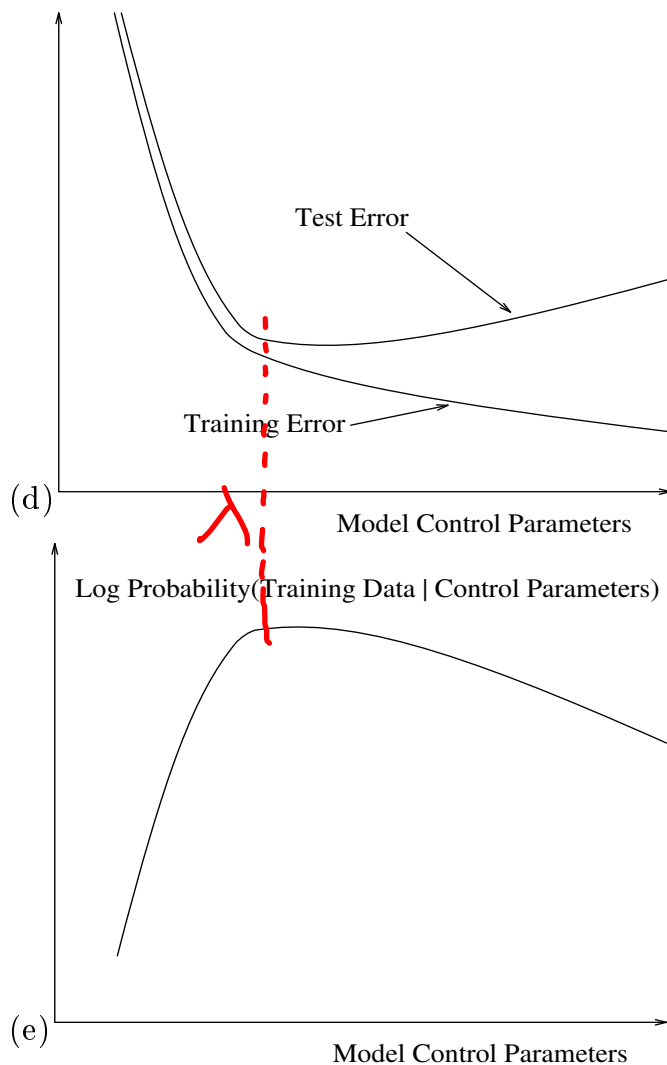 Test Error
Training Error
(d)
λ
Model Control Parameters
Log Probability(Training Data | Control Parameters)
(e)
Model Control Parameters